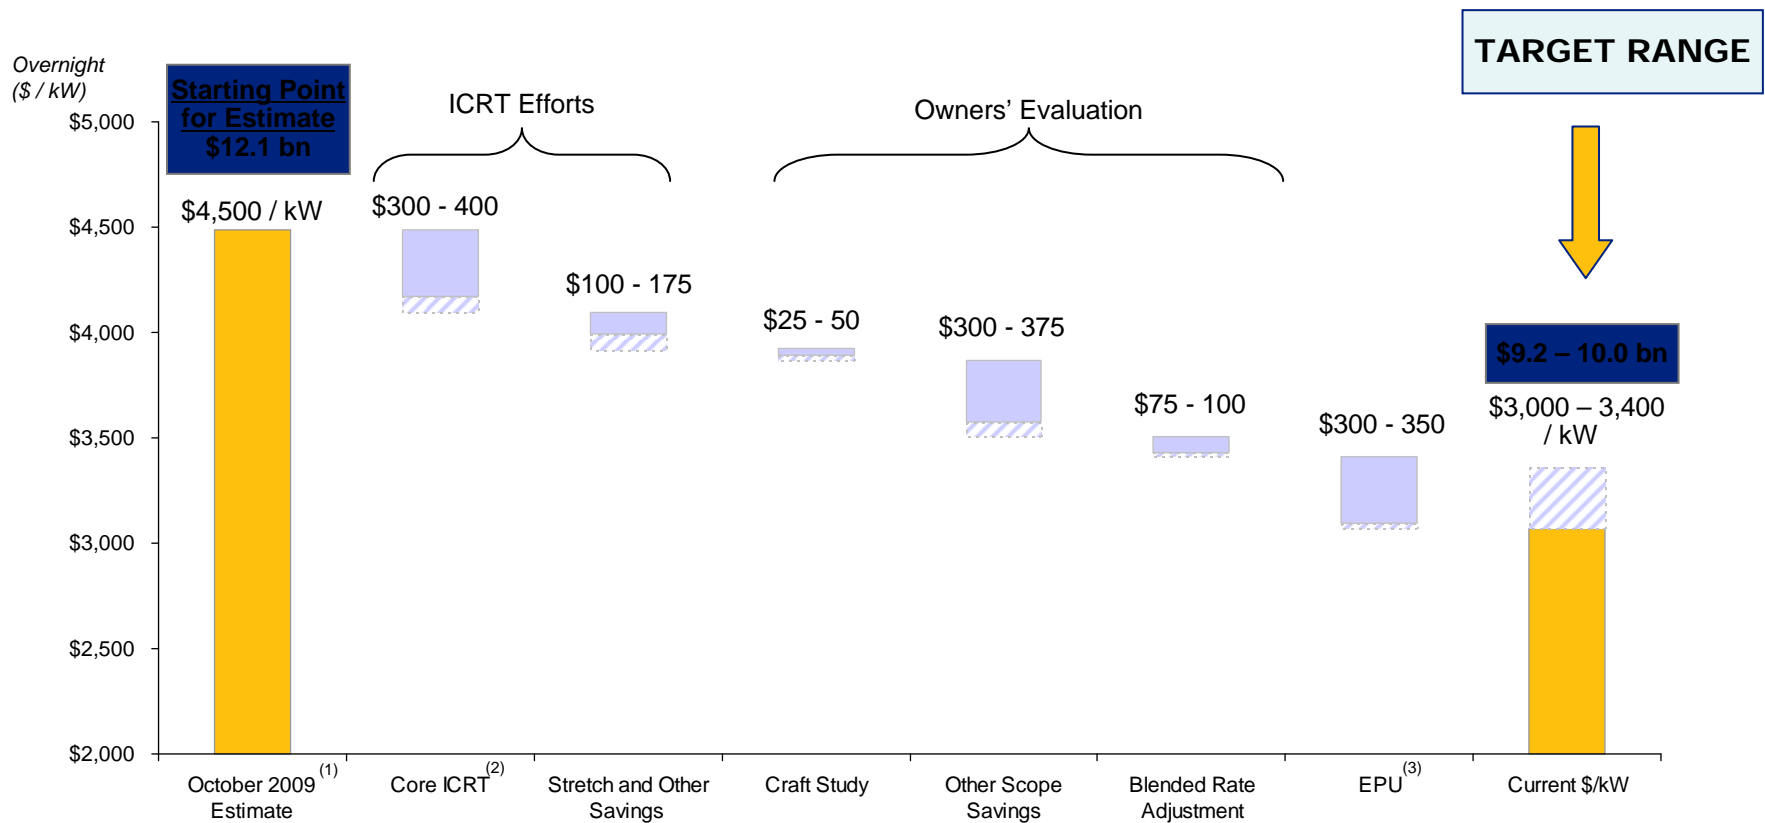 TARGET RANGE
Overnight
($ / kW)
Starting Point
for Estimate
$12.1 bn
ICRT Efforts
Owners’ Evaluation
$5,000
$4,500
$4,000
$3,500
$3,000
$2,500
$2,000
$4,500 / kW
$300 - 400
$100 - 175
$25 - 50
$300 - 375
$75 - 100
$300 - 350
$9.2 – 10.0 bn
$3,000 – 3,400
/ kW
October 2009 (1)
Estimate
Core ICRT (2)
Stretch and Other
Savings
Craft Study
Other Scope
Savings
Blended Rate
Adjustment
EPU (3)
Current $/kW